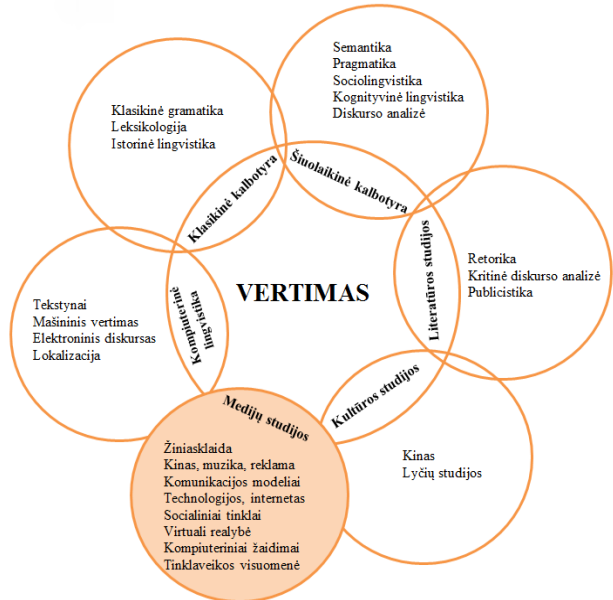 Semantika
Pragmatika
Sociolingvistika
Kognityvinė lingvistika
Diskurso analizė
Šiuolaikinė kalbotyra
Klasikinė gramatika
Leksikologija
Istorinė lingvistika
Klasikinė kalbotyra
Retorika
Kritinė diskurso analizė
Publicistika
Literatūros studijos
VERTIMAS
Tekstynai
Mašininis vertimas
Elektroninis diskursas
Lokalizacija
Kompiuterinė
lingvistika
Kultūros studijos
Kinas
Lyčių studijos
Medijų studijos
Žiniasklaida
Kinas, muzika, reklama
Komunikacijos modeliai
Technologijos, internetas
Socialiniai tinklai
Virtuali realybė
Kompiuteriniai žaidimai
Tinklaveikos visuomenė